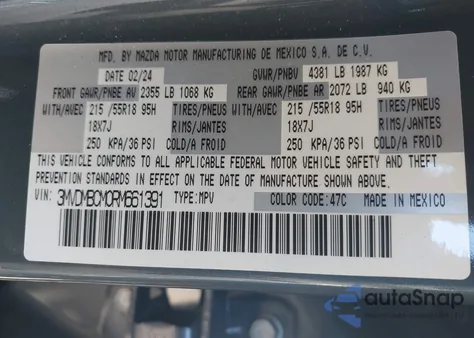 MFD. BY MAZDA MOTOR MANUFACTURING DE MEXICO S.A. DE C.V.
DATE 02/24 GVWR/PNBV 4381 LB 1987 KG
FRONT GAWR/PNBE AV 2355 LB 1068 KG REAR GAWR/PNBE AR 2072 LB 940 KG
WITH/AVEC 215 /55R18 95H TIRES/PNEUS WITH/AVEC 215 /55R18 95H TIRES/PNEUS
18X7J RIMS/JANTES 18X7J RIMS/JANTES
250 KPA/36 PSI COLD/A FROID 250 KPA/36 PSI COLD/A FROID
THIS VEHICLE CONFORMS TO ALL APPLICABLE FEDERAL MOTOR VEHICLE SAFETY AND THEFT
PREVENTION STANDARDS IN EFFECT ON THE DATE OF MANUFACTURE SHOWN ABOVE.
VIN: 3MVDMBCM0RM661391 TYPE:MPV COLOR CODE:47C MADE IN MEXICO
autoSnap